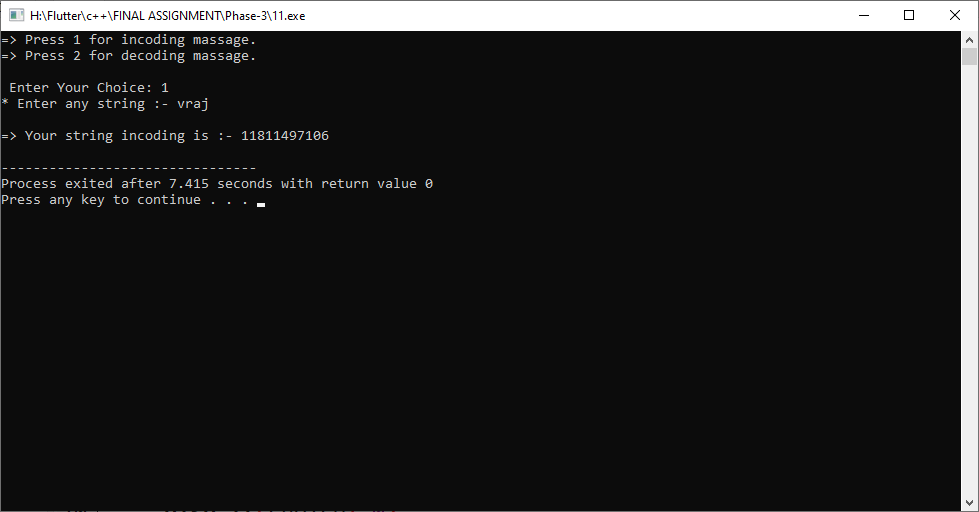 H:\Flutter\c++\FINAL ASSIGNMENT\Phase-3\11.exe
=> Press 1 for incoding massage.
=> Press 2 for decoding massage.
Enter Your Choice: 1
* Enter any string :- vraj
=> Your string incoding is :- 11811497106
--------------------------------
Process exited after 7.415 seconds with return value 0
Press any key to continue . . .